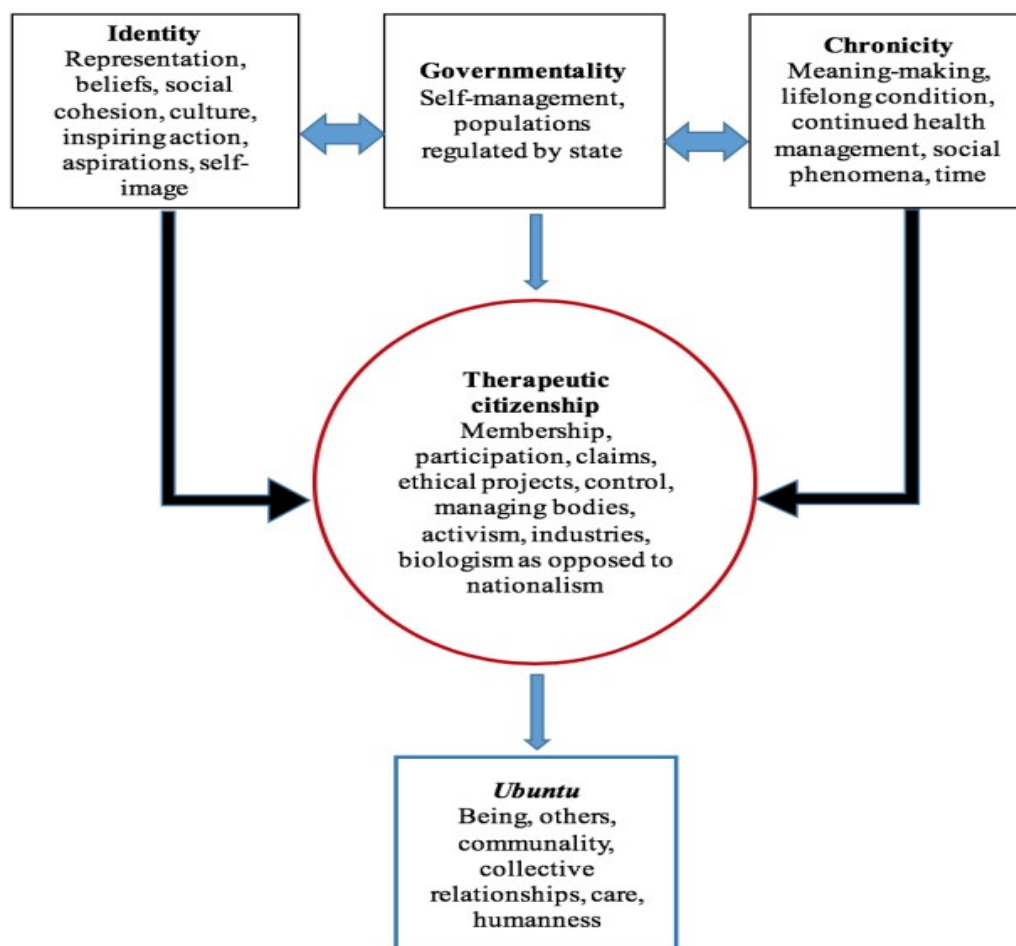 Identity
Representation,
beliefs, social
cohesion, culture,
inspiring action,
aspirations, self-
image
Governmentality
Self-management,
populations
regulated by state
Chronicity
Meaning-making,
lifelong condition,
continued health
management, social
phenomena, time
Therapeutic
citizenship
Membership,
participation, claims,
ethical projects, control,
managing bodies,
activism, industries,
biologism as opposed to
nationalism
Ubuntu
Being, others,
communality,
collective
relationships, care,
humanness